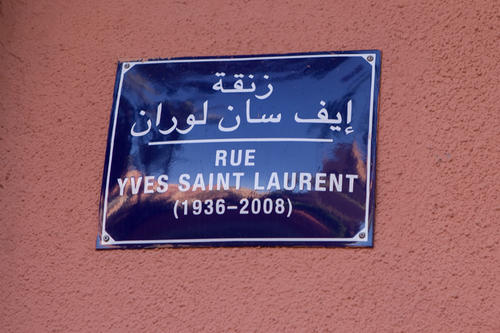 زنقة
إيف سان لوران
RUE
YVES SAINT LAURENT
(1936–2008)